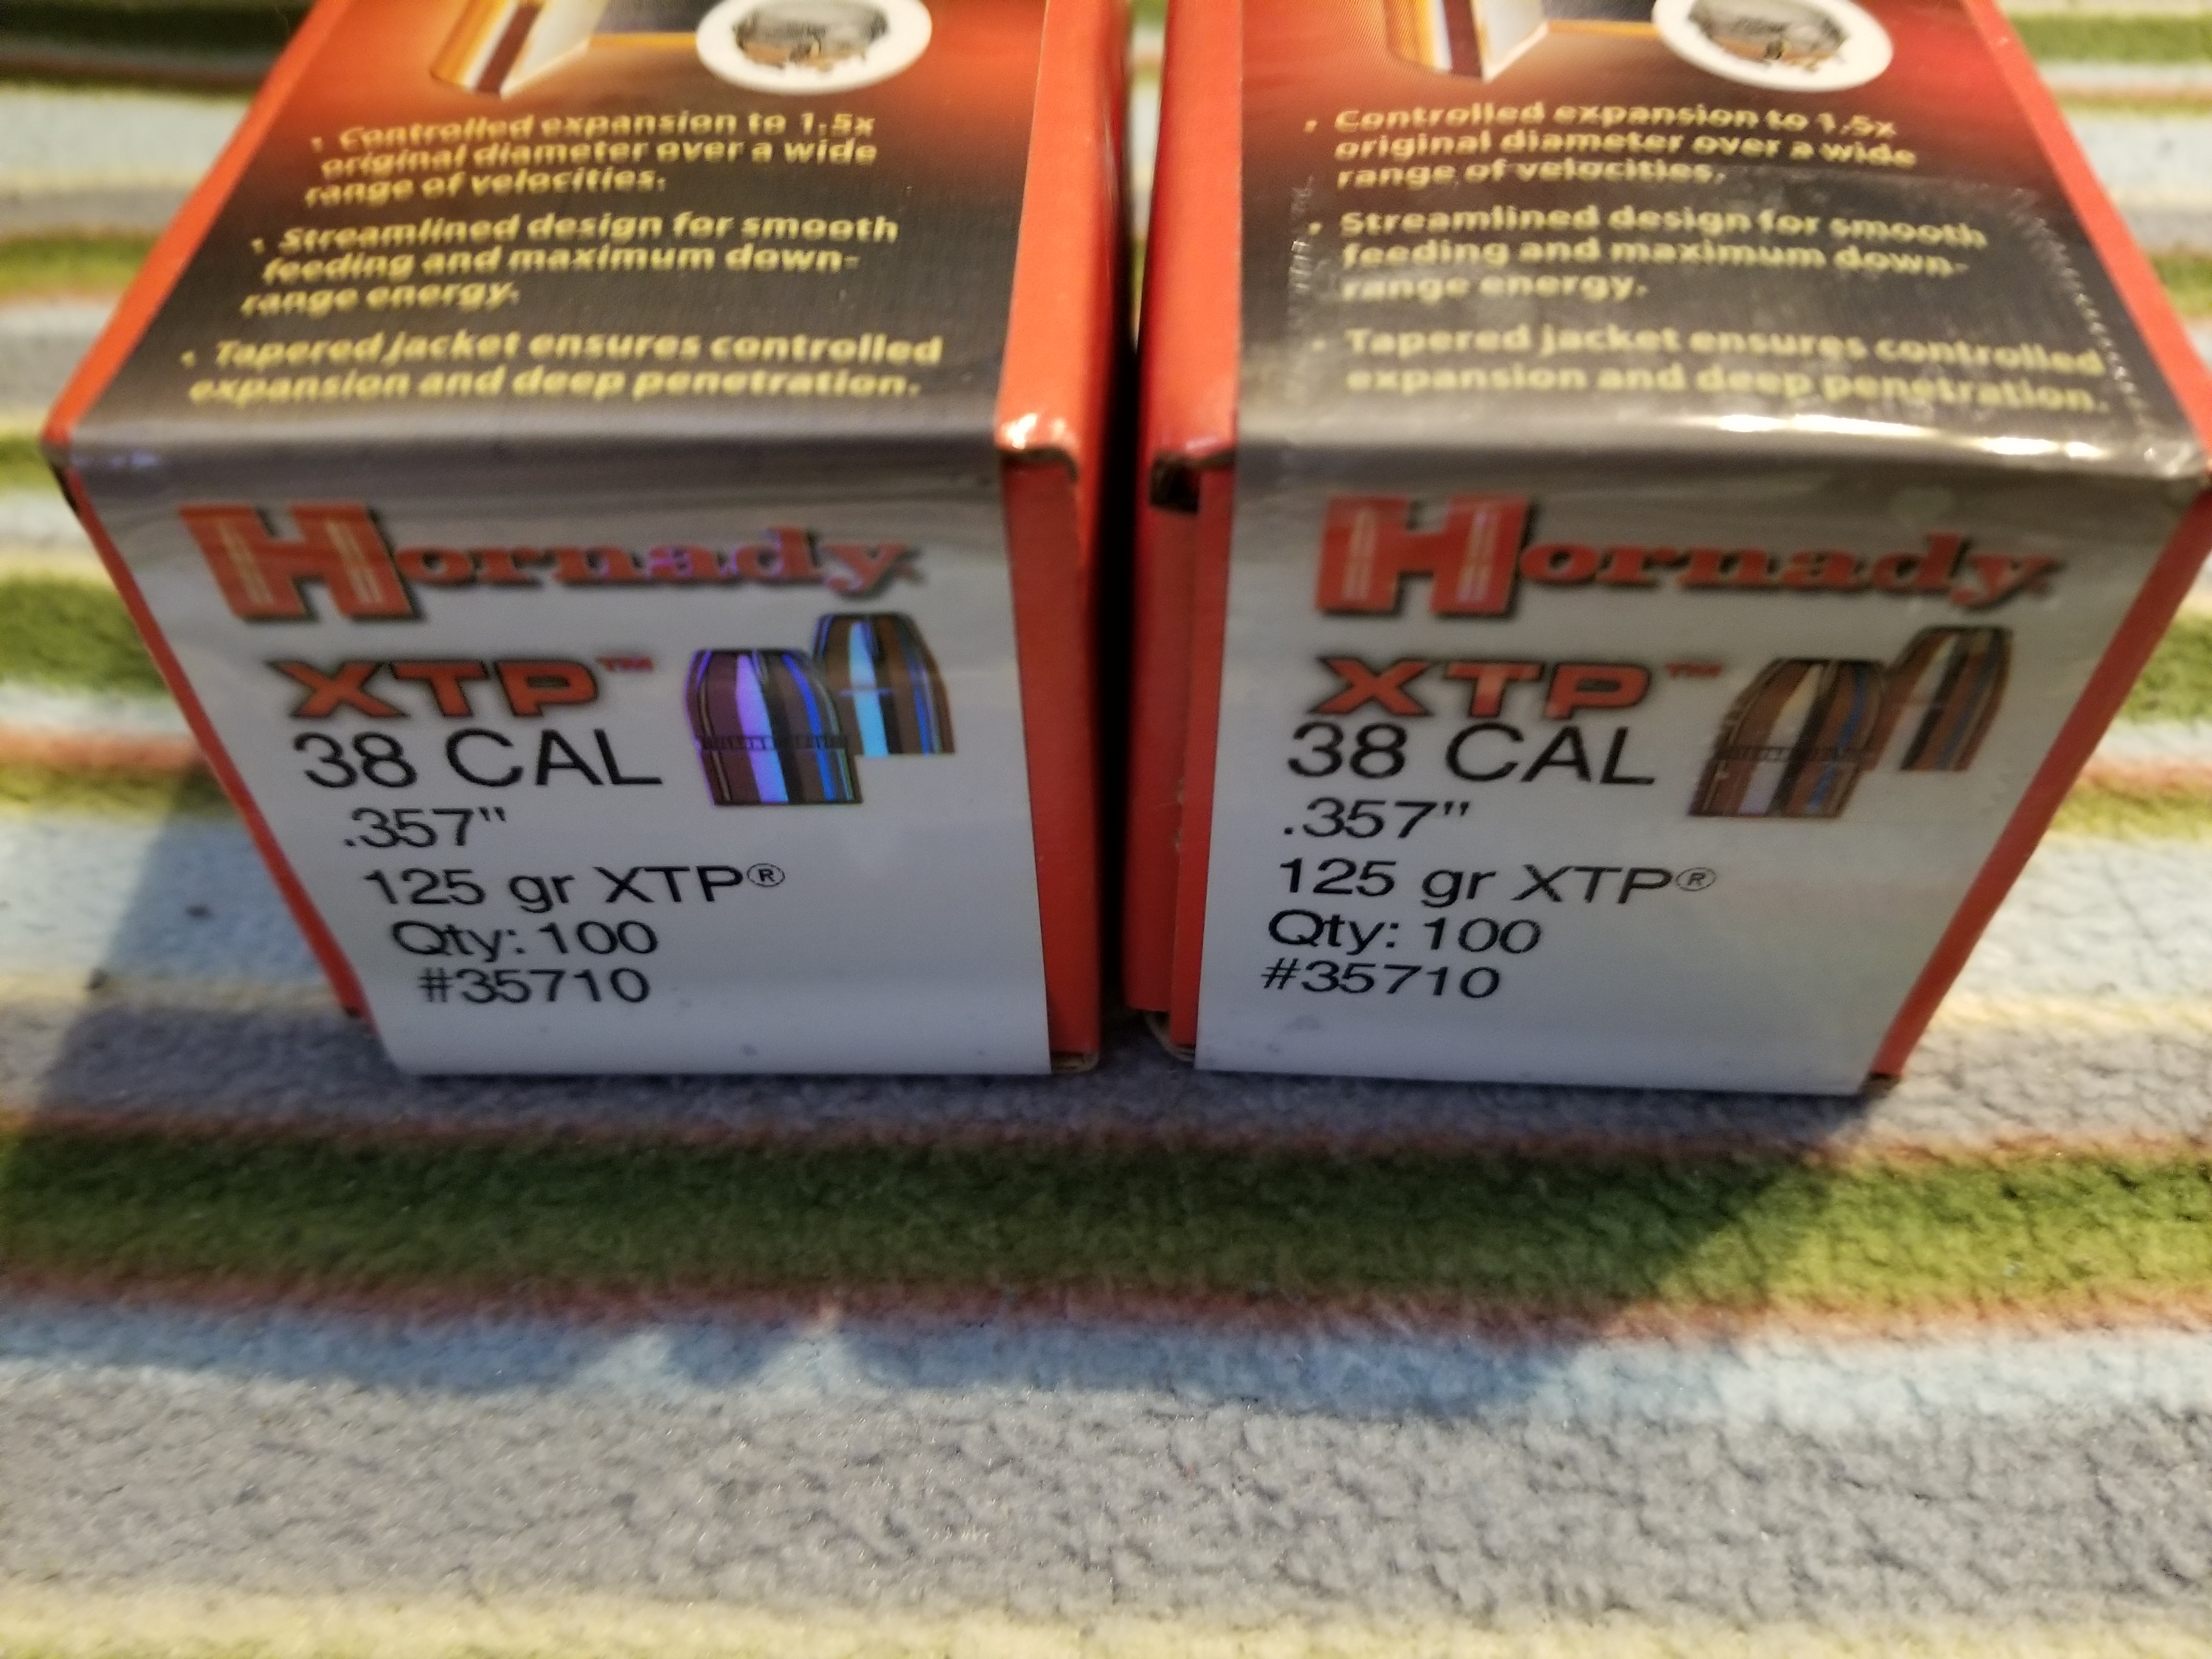 • Controlled expansion to 1.5x
original diameter over a wide
range of velocities.
• Streamlined design for smooth
feeding and maximum down-
range energy.
• Tapered jacket ensures controlled
expansion and deep penetration.
Hornady
XTP™
38 CAL
.357"
125 gr XTP®
Qty: 100
#35710
• Controlled expansion to 1.5x
original diameter over a wide
range of velocities.
• Streamlined design for smooth
feeding and maximum down-
range energy.
• Tapered jacket ensures controlled
expansion and deep penetration.
Hornady
XTP™
38 CAL
.357"
125 gr XTP®
Qty: 100
#35710